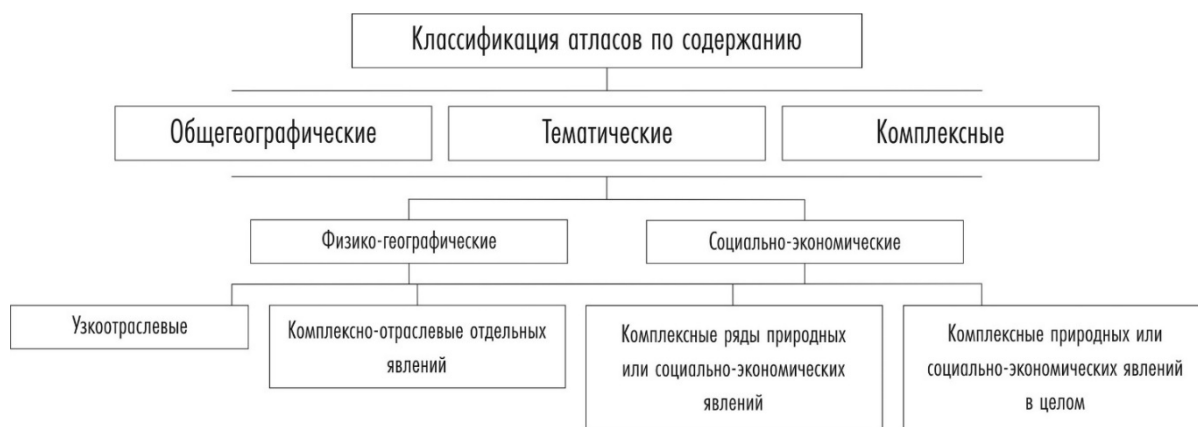 Классификация атласов по содержанию
Общегеографические
Тематические
Комплексные
Физико-географические
Социально-экономические
Узкоотраслевые
Комплексно-отраслевые отдельных
явлений
Комплексные ряды природных
или социально-экономических
явлений
Комплексные природных или
социально-экономических явлений
в целом